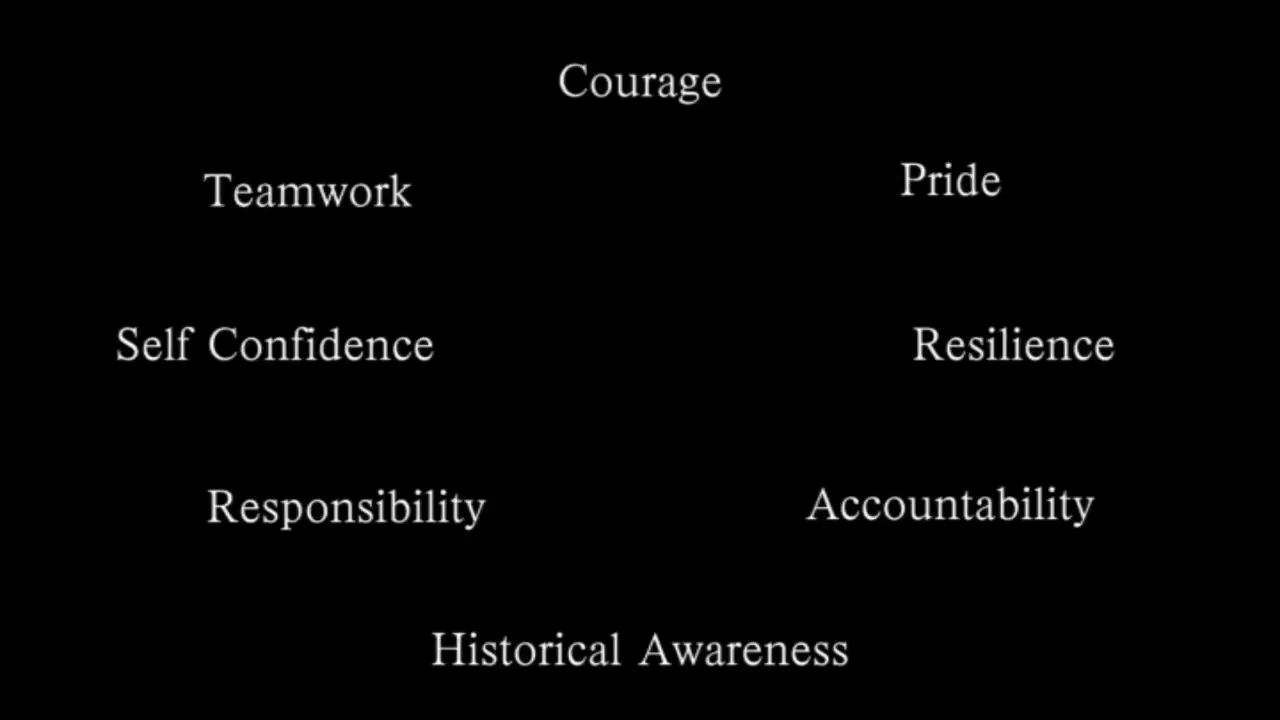 Courage
Teamwork
Pride
Self Confidence
Resilience
Responsibility
Accountability
Historical Awareness